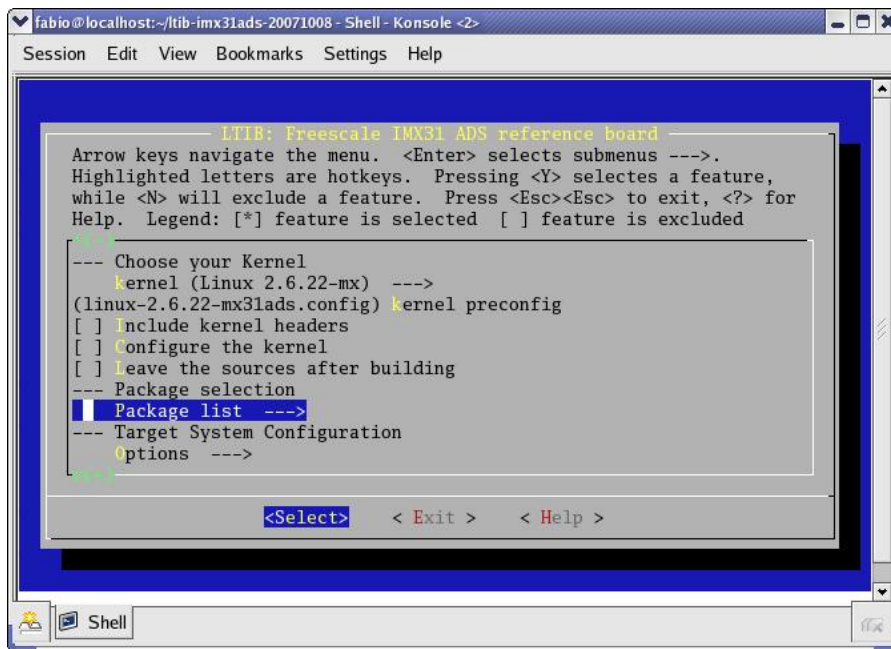 fabio@localhost:~/ltib-imx31ads-20071008 - Shell - Konsole <2>
Session Edit View Bookmarks Settings Help
LTIB: Freescale IMX31 ADS reference board
Arrow keys navigate the menu. <Enter> selects submenus --->.
Highlighted letters are hotkeys. Pressing <Y> selectes a feature,
while <N> will exclude a feature. Press <Esc><Esc> to exit, <?> for
Help. Legend: [*] feature is selected [ ] feature is excluded
^(-)
--- Choose your Kernel
kernel (Linux 2.6.22-mx) --->
(linux-2.6.22-mx31ads.config) kernel preconfig
[ ] Include kernel headers
[ ] Configure the kernel
[ ] Leave the sources after building
--- Package selection
Package list --->
--- Target System Configuration
Options --->
v(+)
<Select> < Exit > < Help >
Shell